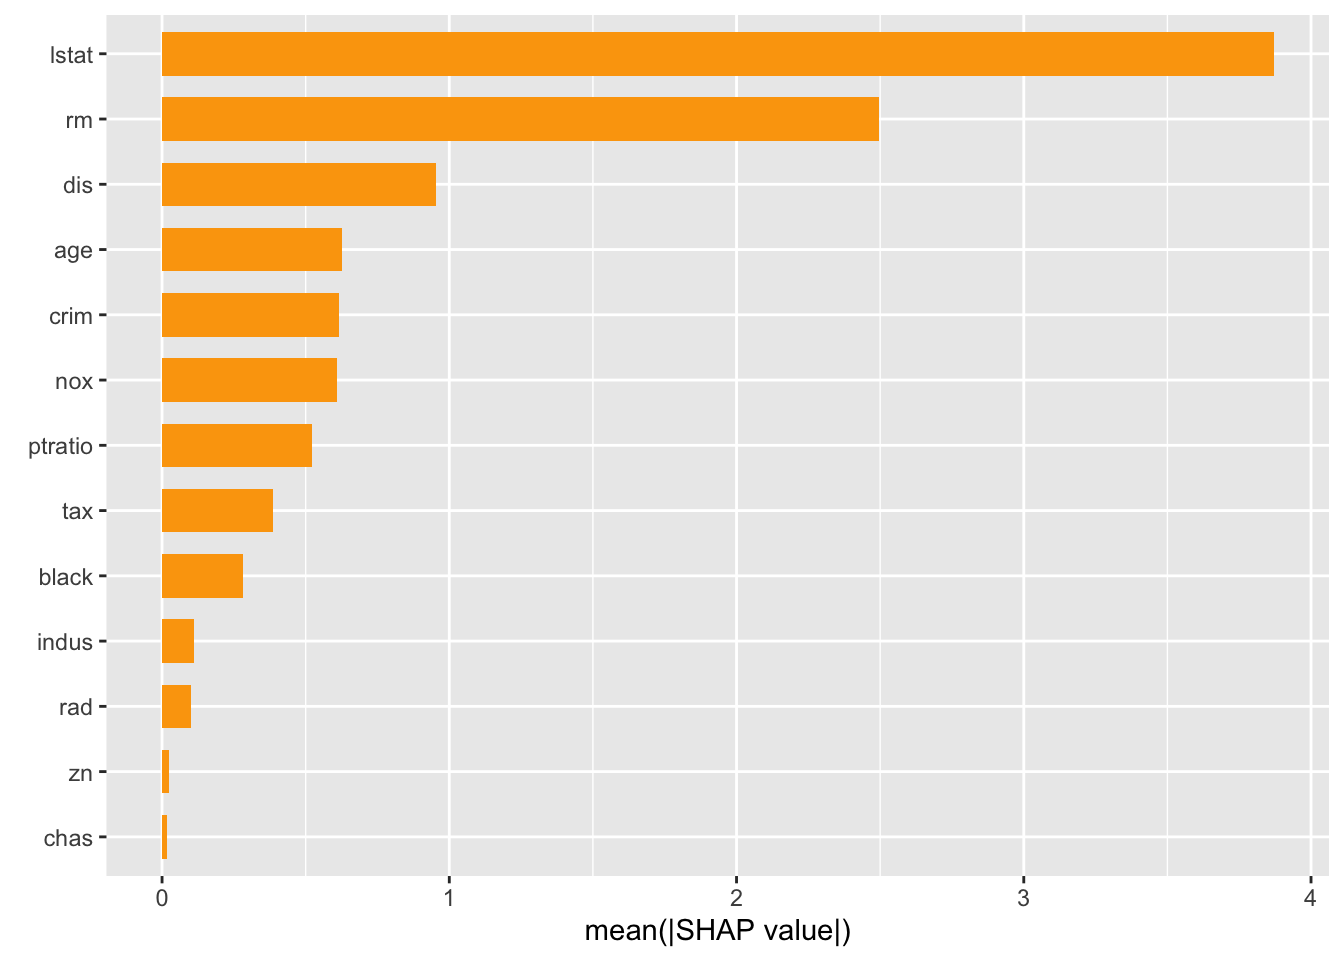 lstat
rm
dis
age
crim
nox
ptratio
tax
black
indus
rad
zn
chas
0 1 2 3 4
mean(|SHAP value|)